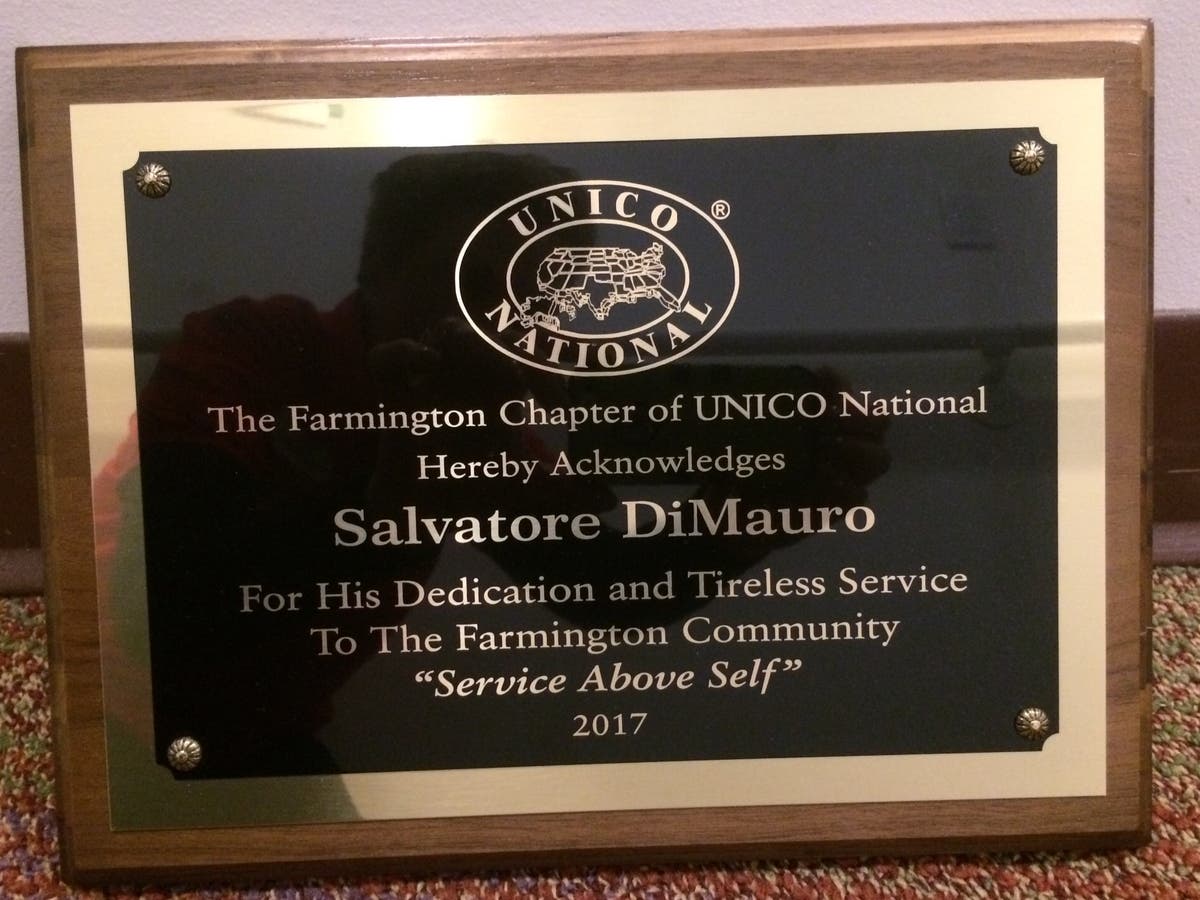 UNICO ®
NATIONAL
The Farmington Chapter of UNICO National
Hereby Acknowledges
Salvatore DiMauro
For His Dedication and Tireless Service
To The Farmington Community
“Service Above Self”
2017